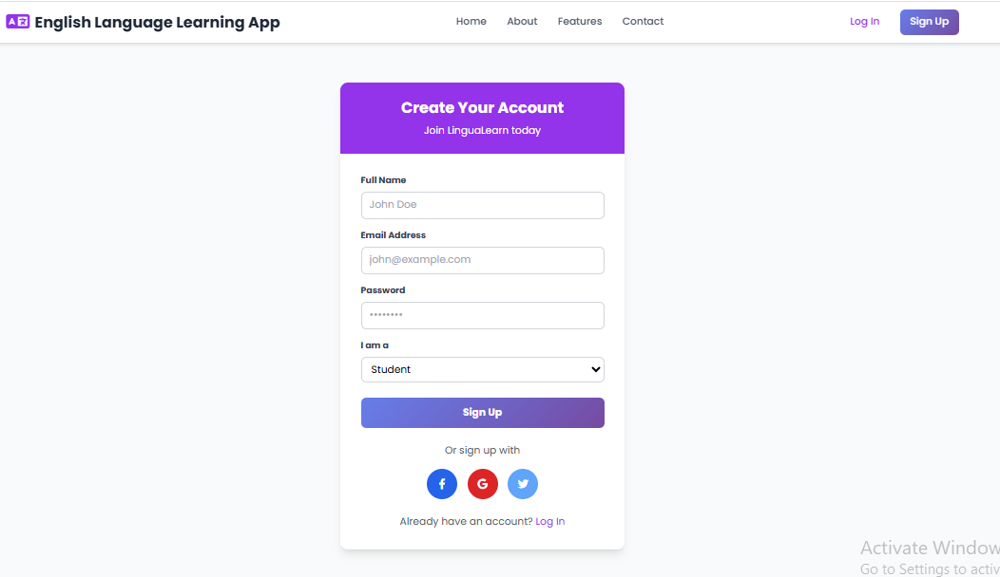 English Language Learning App
Home About Features Contact
Log In Sign Up
Create Your Account
Join LinguaLearn today
Full Name
John Doe
Email Address
john@example.com
Password
••••••••
I am a
Student
Sign Up
Or sign up with
Already have an account? Log In
Activate Window
Go to Settings to activ